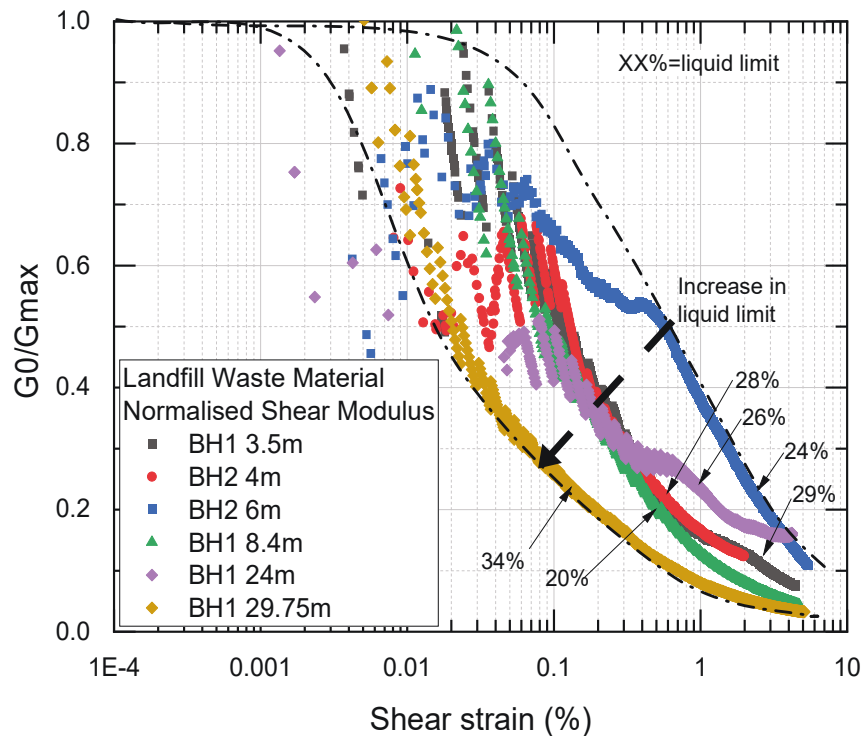 1.0
0.8
0.6
0.4
0.2
0.0
G0/Gmax
XX%=liquid limit
Increase in
liquid limit
28%
26%
24%
29%
34%
20%
Landfill Waste Material
Normalised Shear Modulus
BH1 3.5m
BH2 4m
BH2 6m
BH1 8.4m
BH1 24m
BH1 29.75m
1E-4 0.001 0.01 0.1 1 10
Shear strain (%)